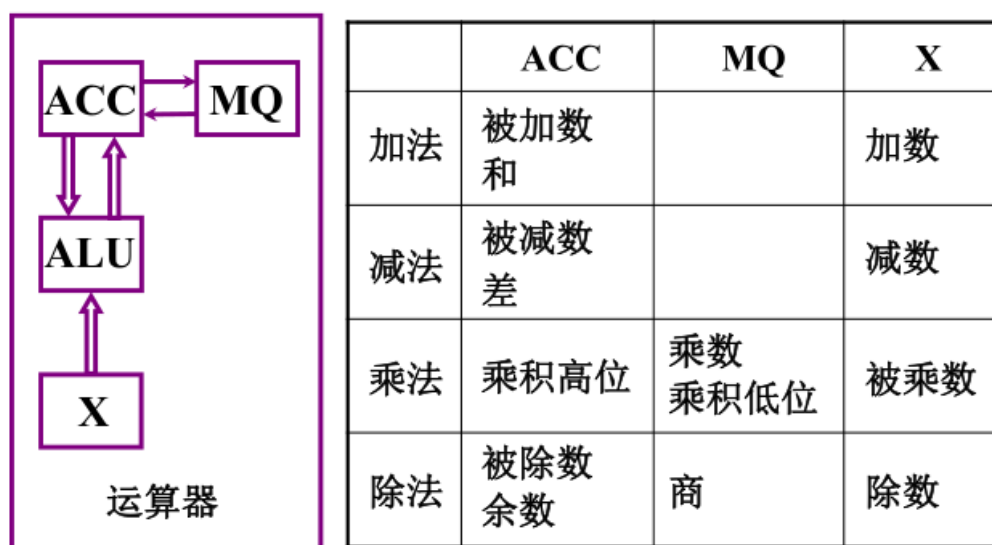 ACC
MQ
ALU
X
运算器
ACC MQ X
加法 被加数 加数
和
减法 被减数 减数
差
乘法 乘积高位 乘数 被乘数
乘积低位
除法 被除数 商 除数
余数